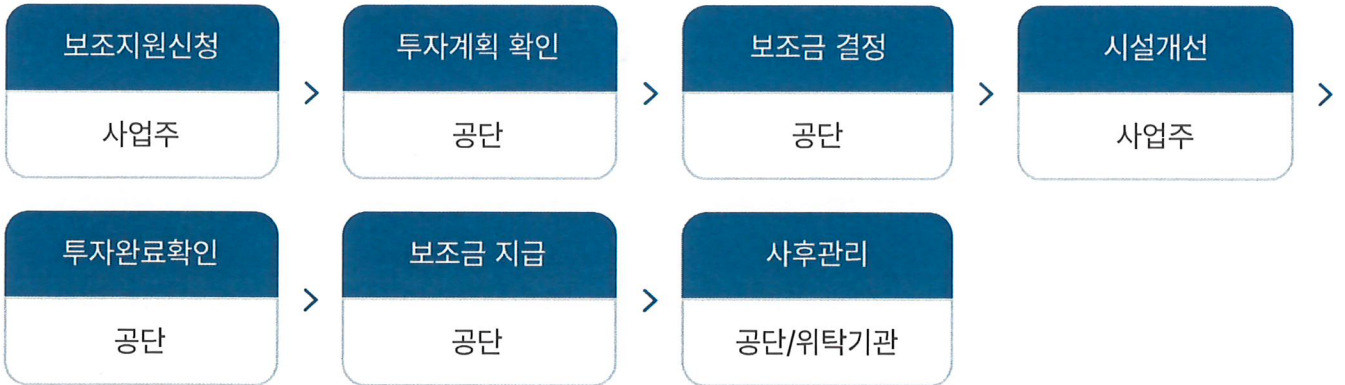 보조지원신청
사업주
>
투자계획 확인
공단
>
보조금 결정
공단
>
시설개선
사업주
>
투자완료확인
공단
>
보조금 지급
공단
>
사후관리
공단/위탁기관